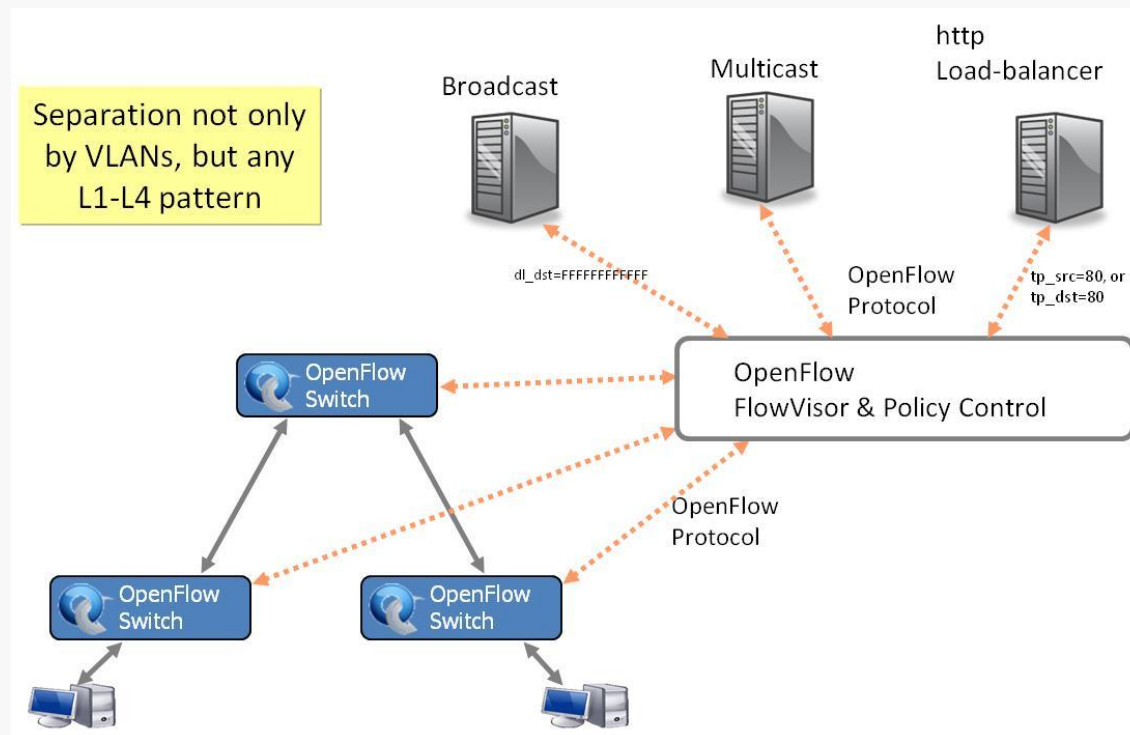 http
Load-balancer
Multicast
Broadcast
Separation not only
by VLANs, but any
L1-L4 pattern
dl_dst=FFFFFFFFFFFF
OpenFlow
Protocol
tp_src=80, or
tp_dst=80
OpenFlow
Switch
OpenFlow
FlowVisor & Policy Control
OpenFlow
Protocol
OpenFlow
Switch
OpenFlow
Switch